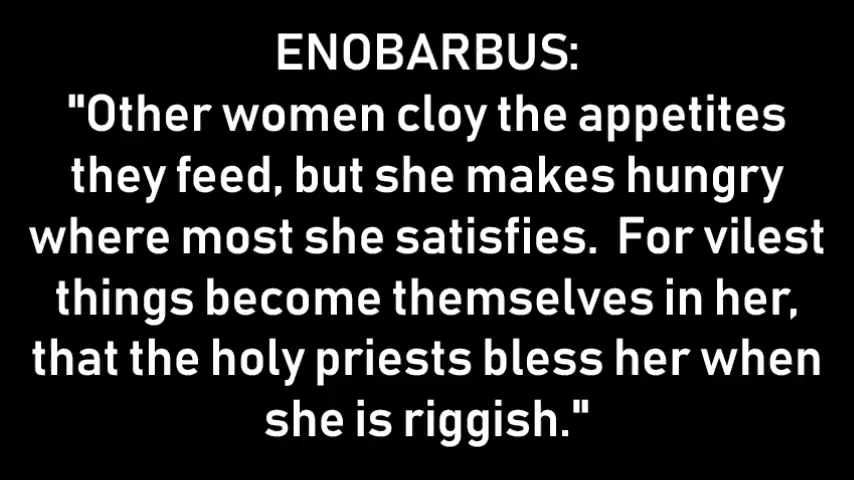 ENOBARBUS:
"Other women cloy the appetites
they feed, but she makes hungry
where most she satisfies.  For vilest
things become themselves in her,
that the holy priests bless her when
she is riggish."